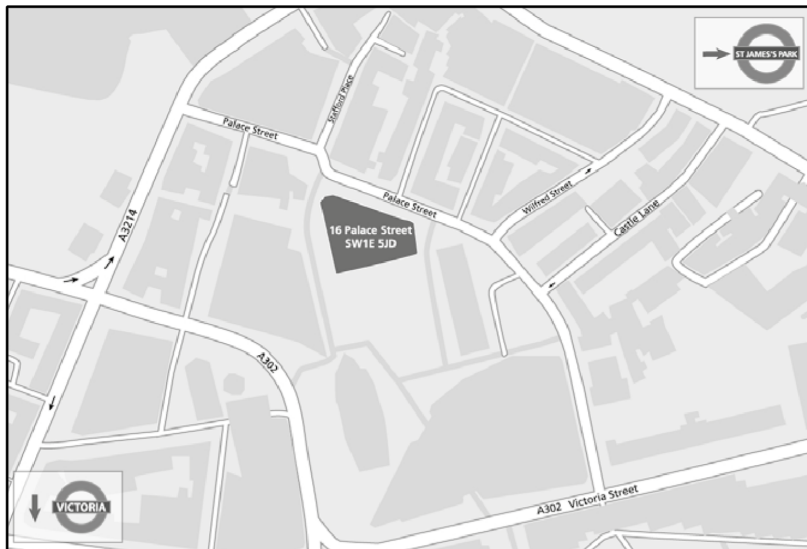 ST JAMES'S PARK
Stafford Place
Palace Street
Palace Street
Wilfred Street
Castle Lane
16 Palace Street
SW1E 5JD
A3214
A302
VICTORIA
A302 Victoria Street